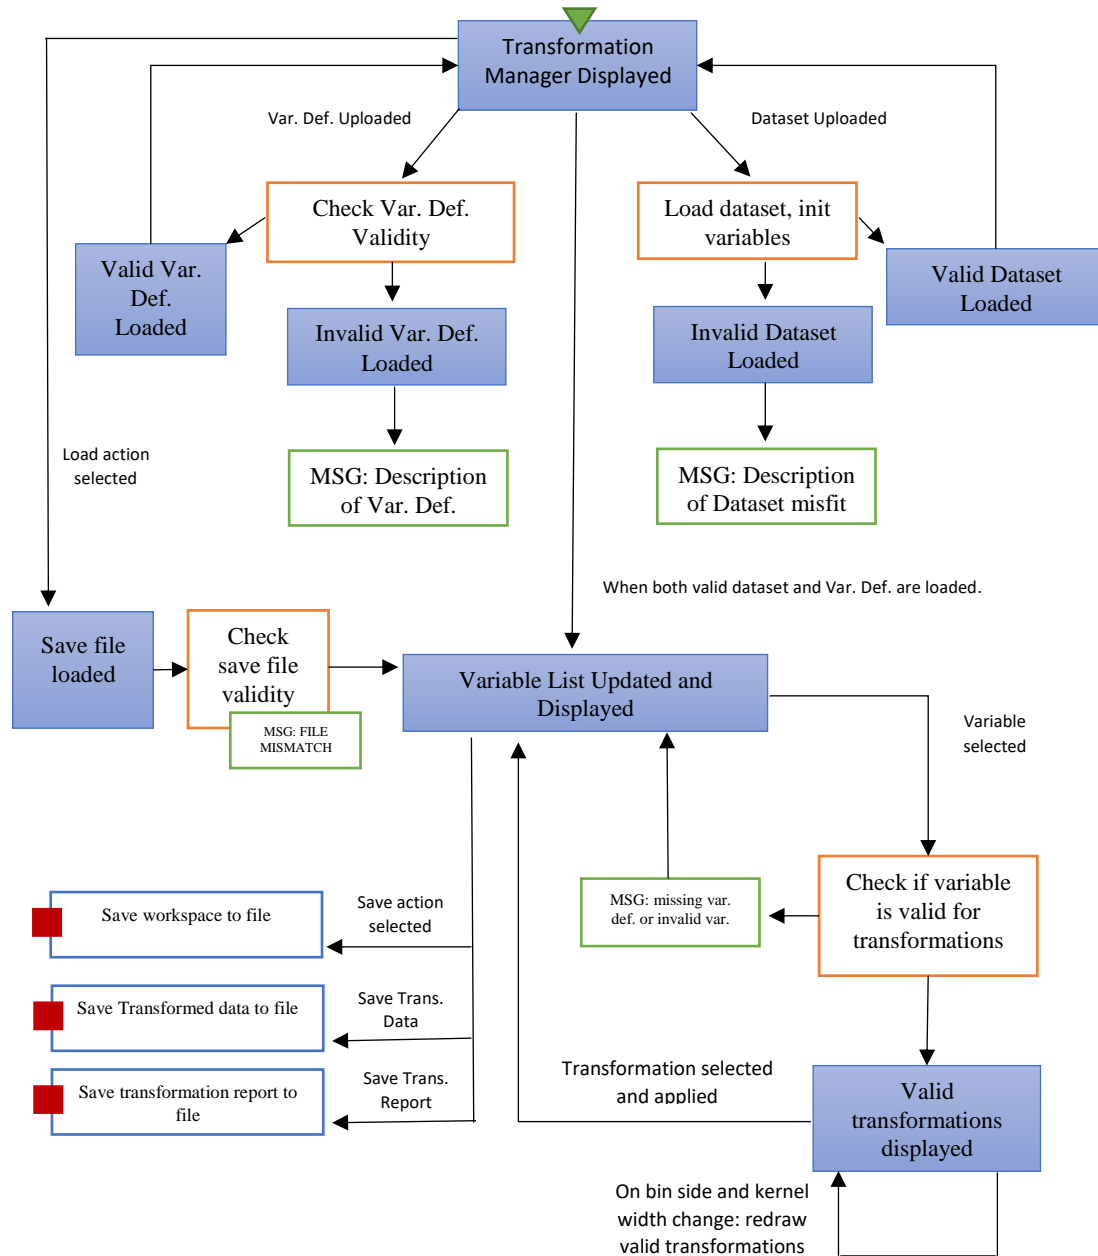 Transformation
Manager Displayed
Var. Def. Uploaded
Dataset Uploaded
Check Var. Def.
Validity
Load dataset, init
variables
Valid Var.
Def.
Loaded
Valid Dataset
Loaded
Invalid Var. Def.
Loaded
Invalid Dataset
Loaded
Load action
selected
MSG: Description
of Var. Def.
MSG: Description
of Dataset misfit
When both valid dataset and Var. Def. are loaded.
Save file
loaded
Check
save file
validity
MSG: FILE
MISMATCH
Variable List Updated and
Displayed
Variable
selected
MSG: missing var.
def. or invalid var.
Check if variable
is valid for
transformations
Save workspace to file
Save action
selected
Save Transformed data to file
Save Trans.
Data
Save transformation report to
file
Save Trans.
Report
Transformation selected
and applied
Valid
transformations
displayed
On bin side and kernel
width change: redraw
valid transformations